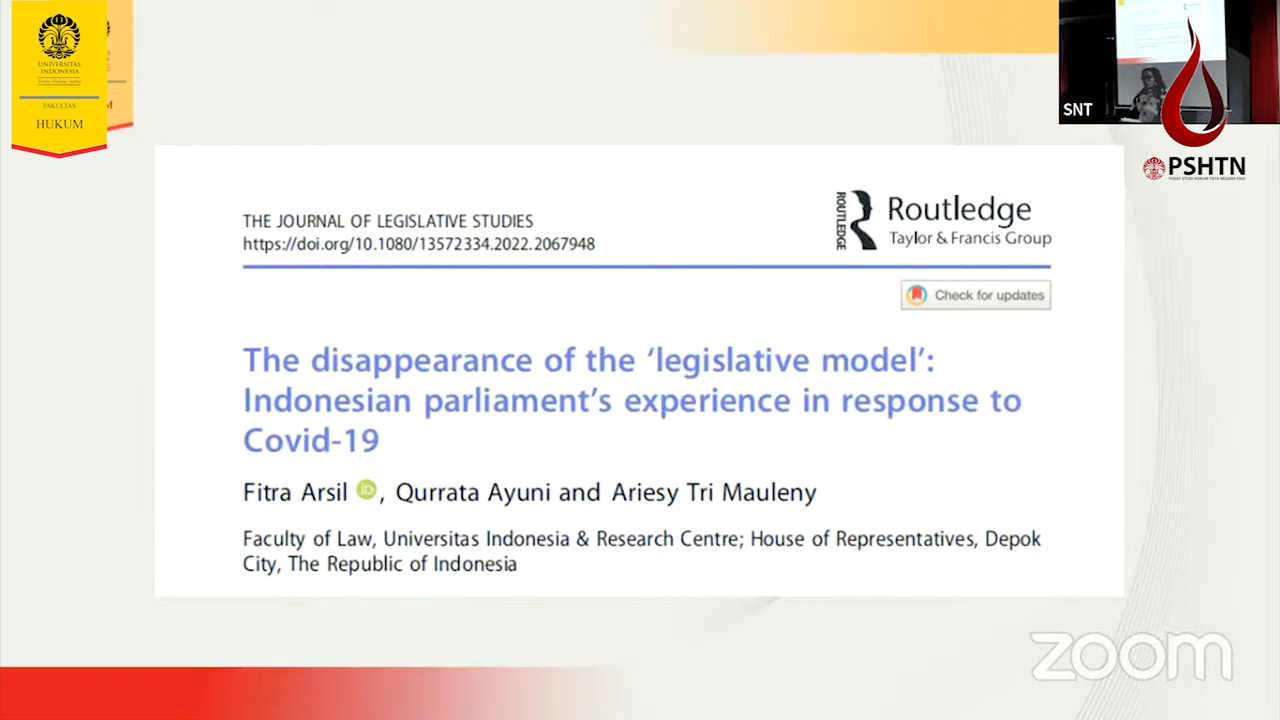 UNIVERSITAS
INDONESIA
FAKULTAS
HUKUM
SNT
PSHTN
THE JOURNAL OF LEGISLATIVE STUDIES
https://doi.org/10.1080/13572334.2022.2067948
ROUTLEDGE
Routledge
Taylor & Francis Group
Check for updates
The disappearance of the ‘legislative model’:
Indonesian parliament’s experience in response to
Covid-19
Fitra Arsil iD, Qurrata Ayuni and Ariesy Tri Mauleny
Faculty of Law, Universitas Indonesia & Research Centre; House of Representatives, Depok
City, The Republic of Indonesia
zoom